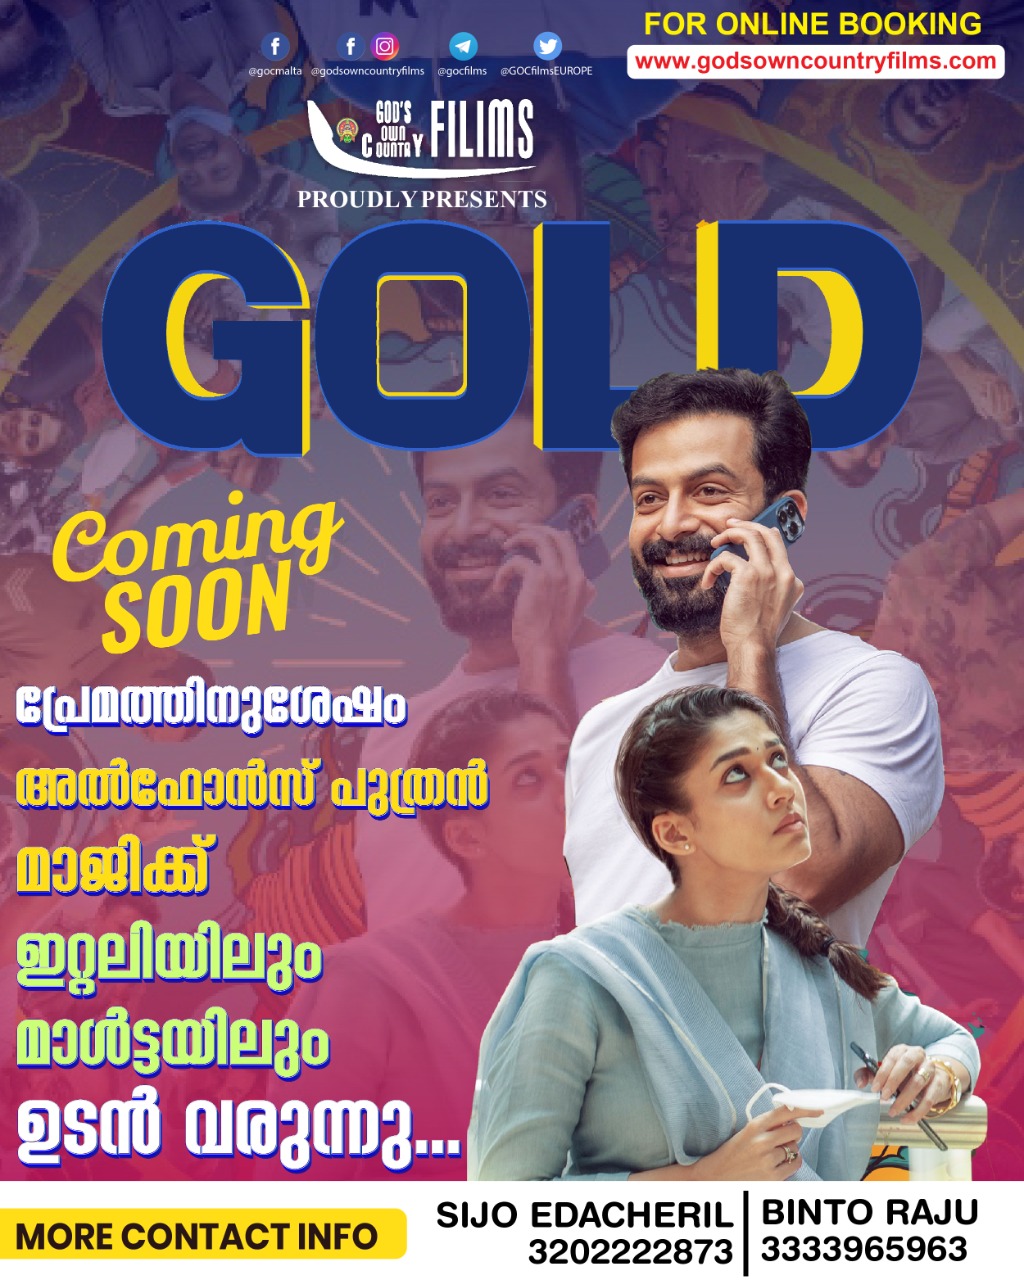 FOR ONLINE BOOKING
www.godsowncountryfilms.com
@gocmalta @godsowncountryfilms @gocfilms @GOCfilmsEUROPE
GOD'S OWN COUNTRY FILIMS
PROUDLY PRESENTS
GOLD
Coming
SOON
പ്രേമത്തിനുശേഷം
അൽഫോൻസ് പുത്രൻ
മാജിക്ക്
ഇറ്റലിയിലും
മാൾട്ടയിലും
ഉടൻ വരുന്നു...
MORE CONTACT INFO
SIJO EDACHERIL
3202222873
BINTO RAJU
3333965963